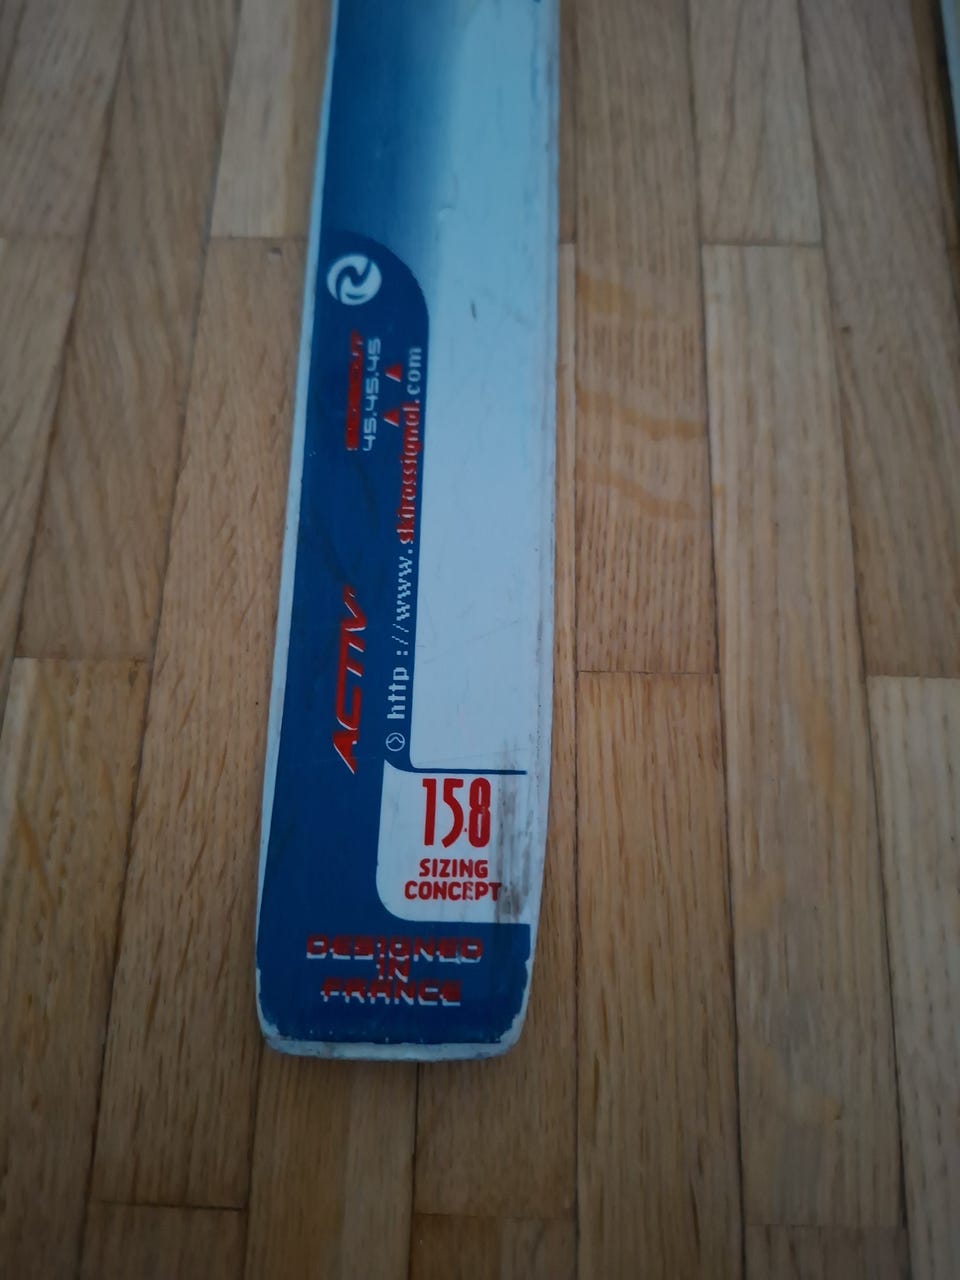 45.45.45
http://www.skirossignol.com
ACTIV
158
SIZING
CONCEPT
DESIGNED
IN
FRANCE